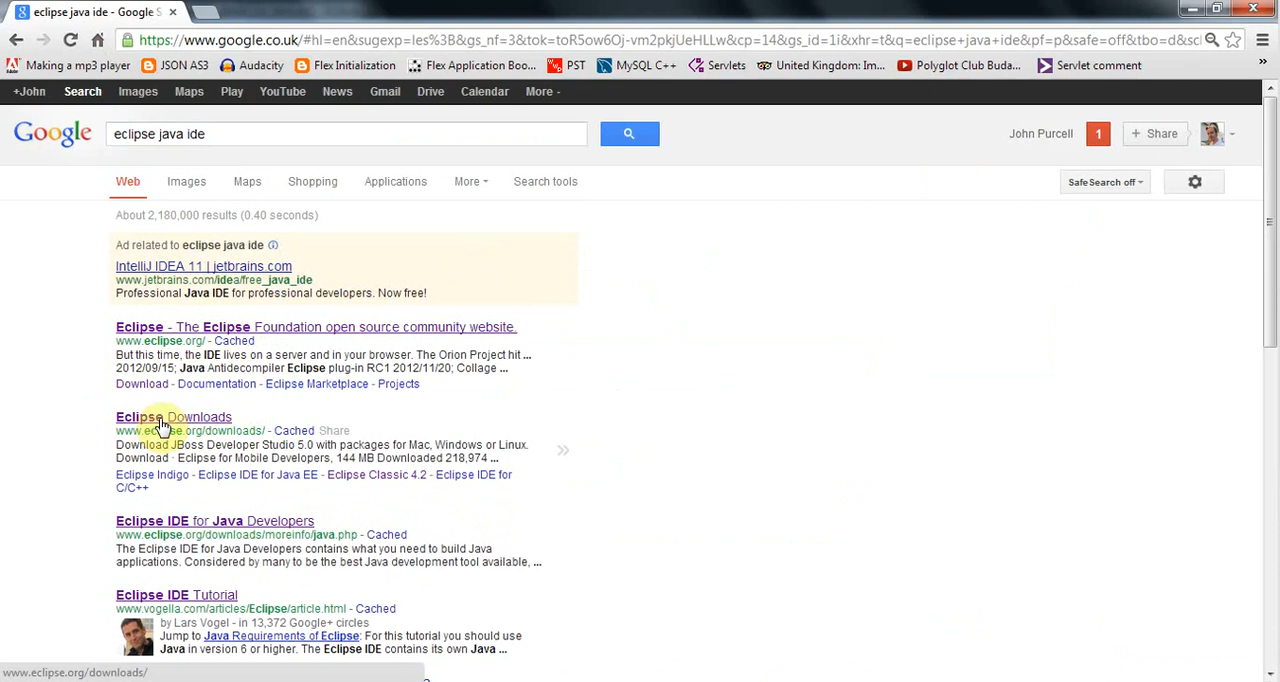 eclipse java ide - Google S
https://www.google.co.uk/#hl=en&sugexp=les%3B&gs_nf=3&tok=toR5ow6Oj-vm2pkjUeHLLw&cp=14&gs_id=1i&xhr=t&q=eclipse+java+ide&pf=p&safe=off&tbo=d&scl
Making a mp3 player JSON AS3 Audacity Flex Initialization Flex Application Boo... PST MySQL C++ Servlets United Kingdom: Im... Polyglot Club Buda... Servlet comment »
+John Search Images Maps Play YouTube News Gmail Drive Calendar More
Google eclipse java ide John Purcell 1 + Share
Web Images Maps Shopping Applications More Search tools SafeSearch off
About 2,180,000 results (0.40 seconds)
Ad related to eclipse java ide
IntelliJ IDEA 11 | jetbrains.com
www.jetbrains.com/idea/free_java_ide
Professional Java IDE for professional developers. Now free!
Eclipse - The Eclipse Foundation open source community website.
www.eclipse.org/ - Cached
But this time, the IDE lives on a server and in your browser. The Orion Project hit ...
2012/09/15; Java Antidecompiler Eclipse plug-in RC1 2012/11/20; Collage ...
Download - Documentation - Eclipse Marketplace - Projects
Eclipse Downloads
www.eclipse.org/downloads/ - Cached Share
Download JBoss Developer Studio 5.0 with packages for Mac, Windows or Linux.
Download · Eclipse for Mobile Developers, 144 MB Downloaded 218,974 ...
Eclipse Indigo - Eclipse IDE for Java EE - Eclipse Classic 4.2 - Eclipse IDE for
C/C++
Eclipse IDE for Java Developers
www.eclipse.org/downloads/moreinfo/java.php - Cached
The Eclipse IDE for Java Developers contains what you need to build Java
applications. Considered by many to be the best Java development tool available, ...
Eclipse IDE Tutorial
www.vogella.com/articles/Eclipse/article.html - Cached
by Lars Vogel - in 13,372 Google+ circles
Jump to Java Requirements of Eclipse: For this tutorial you should use
Java in version 6 or higher. The Eclipse IDE contains its own Java ...
www.eclipse.org/downloads/